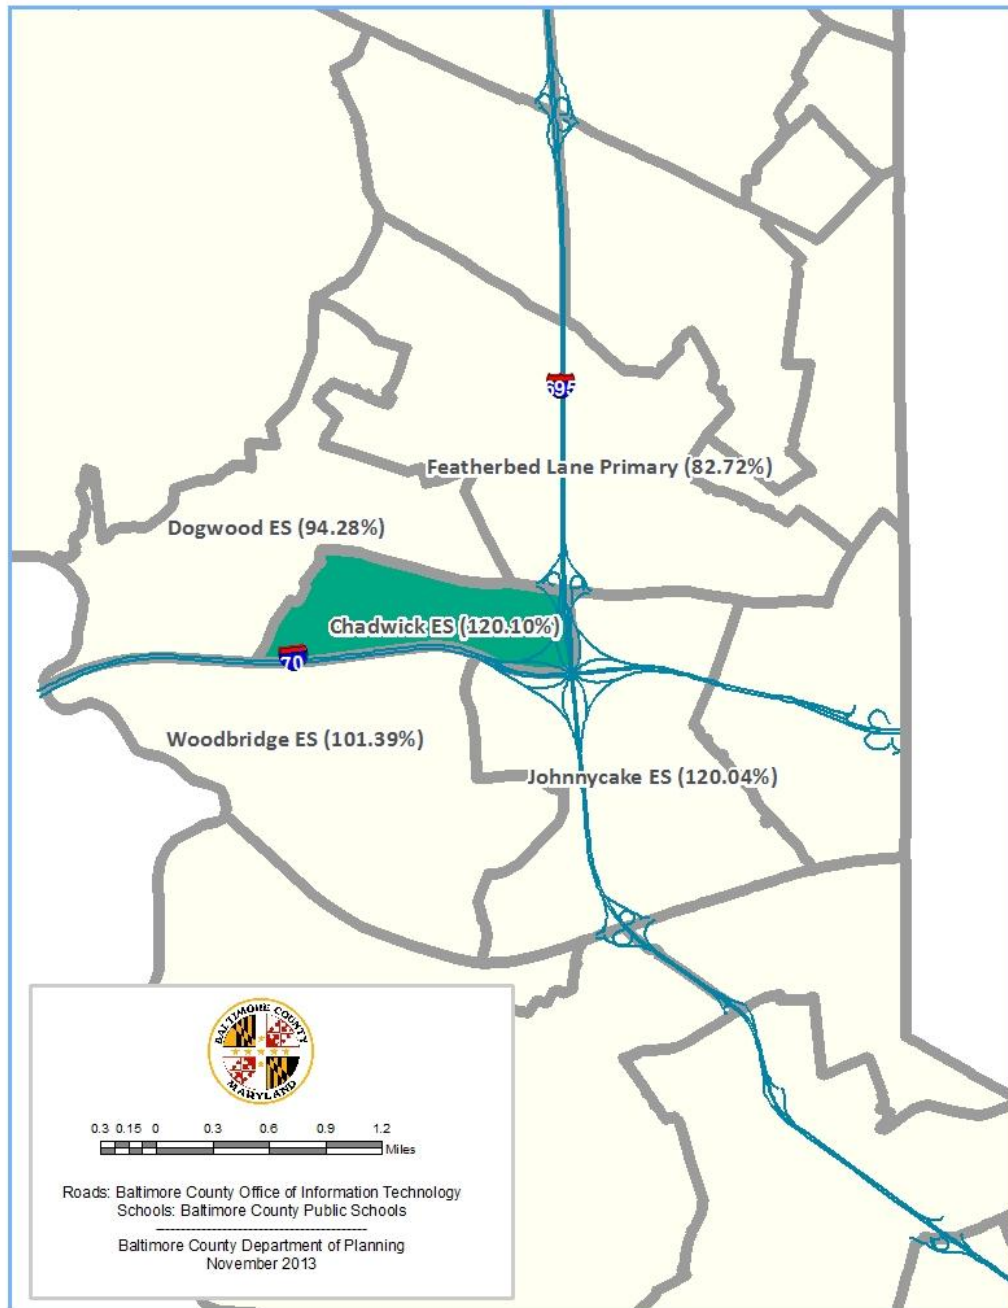 695
Featherbed Lane Primary (82.72%)
Dogwood ES (94.28%)
Chadwick ES (120.10%)
70
Woodbridge ES (101.39%)
Johnnycake ES (120.04%)
BALTIMORE COUNTY
MARYLAND
0.3 0.15 0 0.3 0.6 0.9 1.2
Miles
Roads: Baltimore County Office of Information Technology
Schools: Baltimore County Public Schools
------------------------------------------
Baltimore County Department of Planning
November 2013